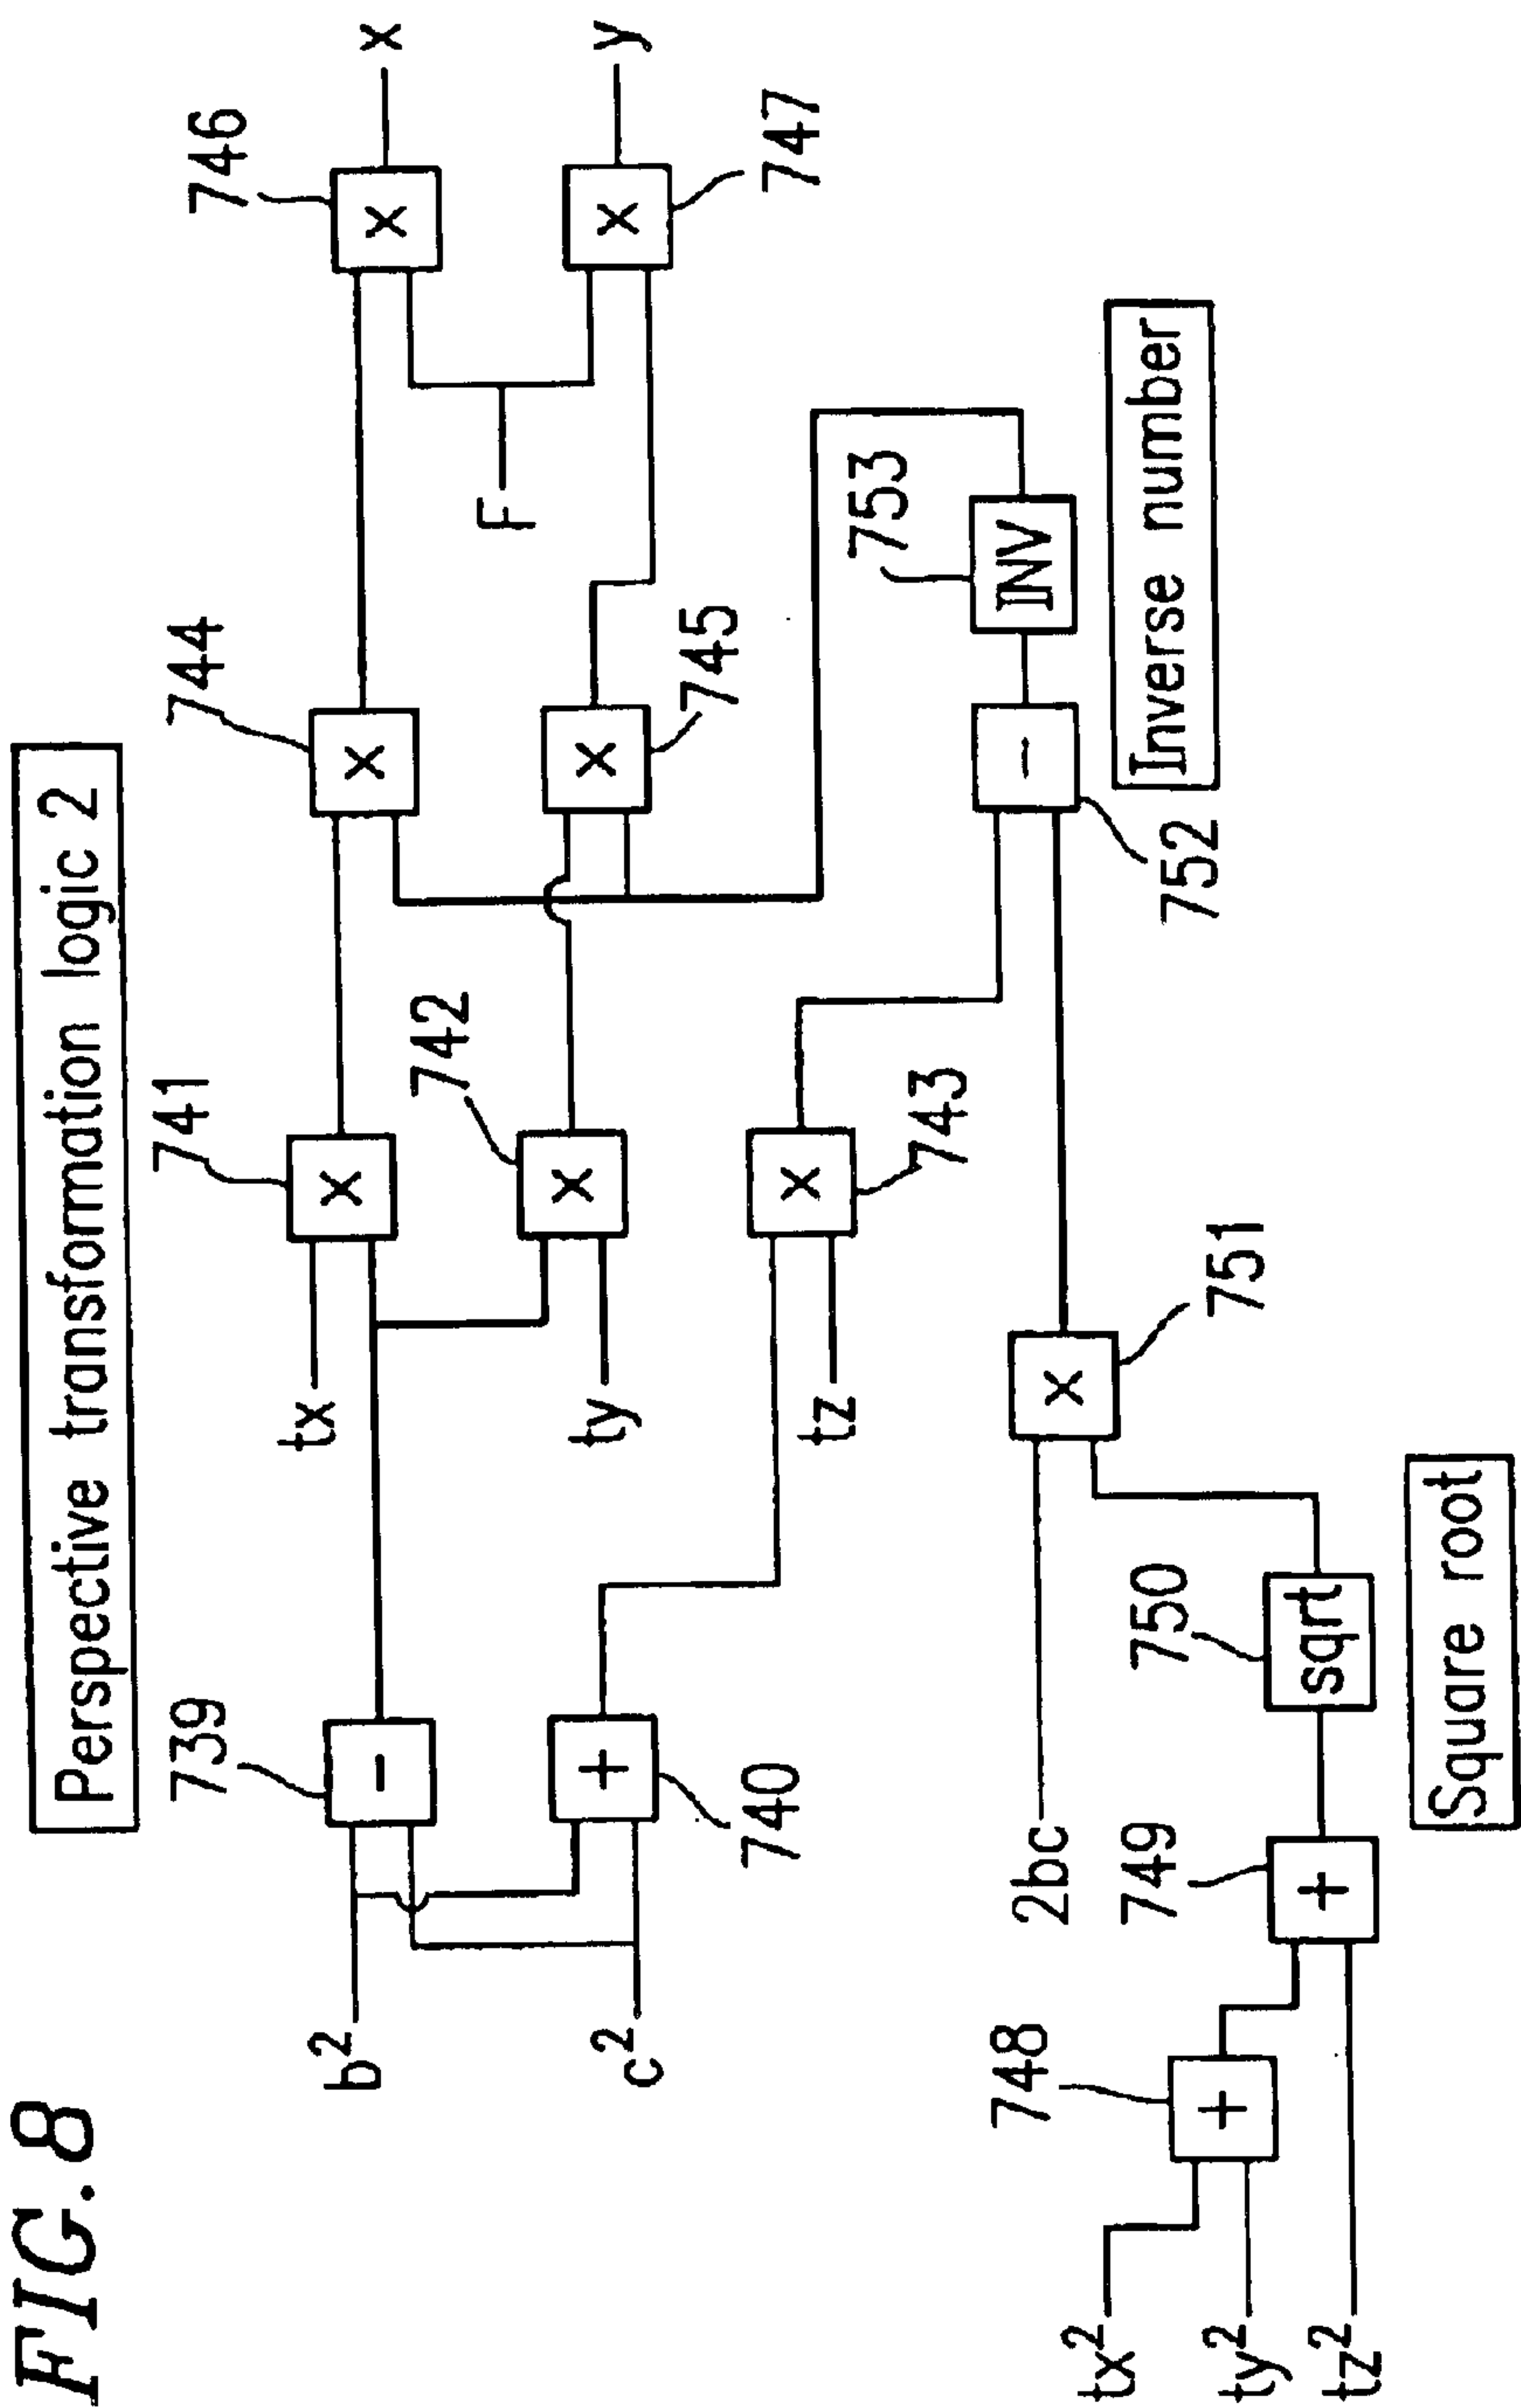 FIG. 8
Perspective transformation logic 2
739
741
744
746
b²
−
tx
x
x
x
x
742
745
F
c²
+
740
ty
x
x
x
y
747
tz
x
743
753
2bc
x
751
−
752
INV
Inverse number
748
749
750
tx²
ty²
tz²
+
+
sqrt
Square root